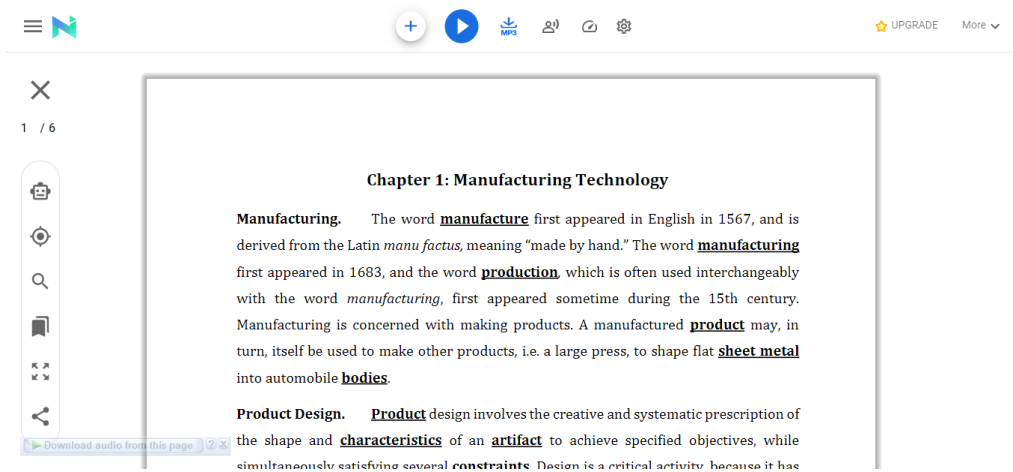 MP3
UPGRADE
More
1 / 6
Chapter 1: Manufacturing Technology
Manufacturing. The word manufacture first appeared in English in 1567, and is
derived from the Latin manu factus, meaning “made by hand.” The word manufacturing
first appeared in 1683, and the word production, which is often used interchangeably
with the word manufacturing, first appeared sometime during the 15th century.
Manufacturing is concerned with making products. A manufactured product may, in
turn, itself be used to make other products, i.e. a large press, to shape flat sheet metal
into automobile bodies.
Product Design. Product design involves the creative and systematic prescription of
the shape and characteristics of an artifact to achieve specified objectives, while
simultaneously satisfying several constraints. Design is a critical activity, because it has
Download audio from this page ? X